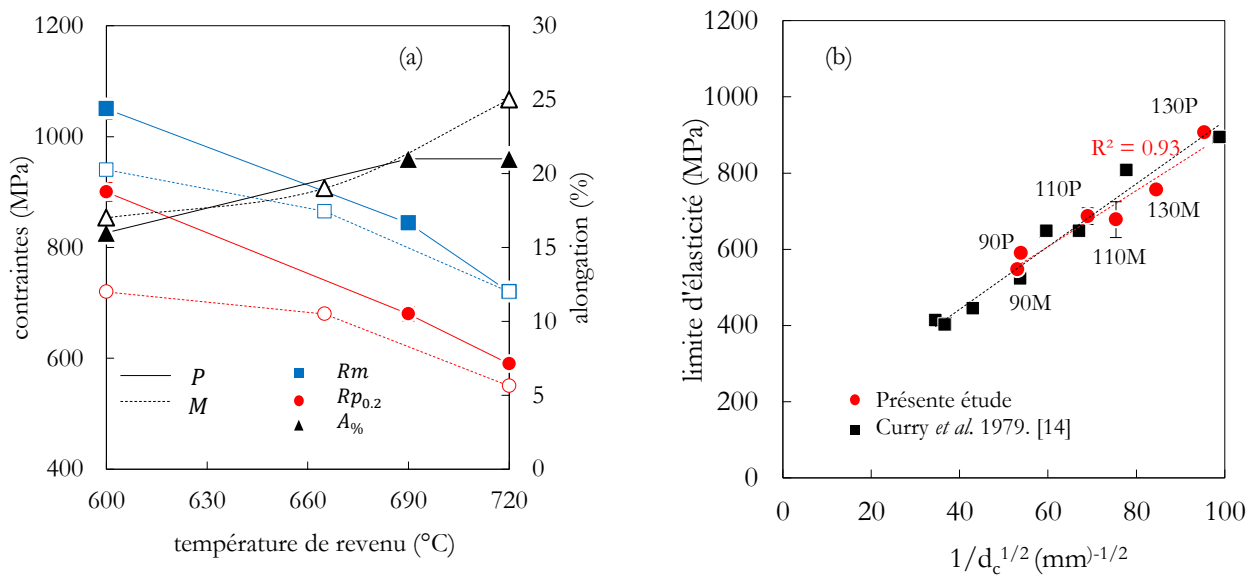 (a)
1200
1000
800
600
400
contraintes (MPa)
30
25
20
15
10
5
0
alongation (%)
P
M
Rm
Rp0.2
A%
600 630 660 690 720
température de revenu (°C)
(b)
1200
1000
800
600
400
200
0
limite d'élasticité (MPa)
130P
R² = 0.93
110P
130M
90P
110M
90M
Présente étude
Curry et al. 1979. [14]
0 20 40 60 80 100
1/dc^1/2 (mm)^-1/2